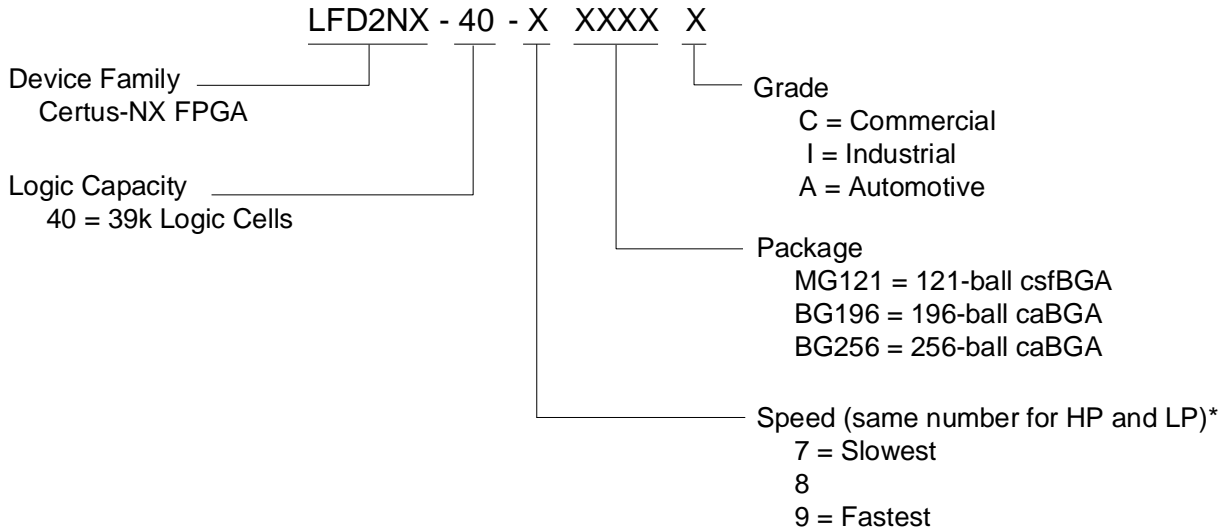 LFD2NX - 40 - X XXXX X
Device Family
Certus-NX FPGA
Logic Capacity
40 = 39k Logic Cells
Grade
C = Commercial
I = Industrial
A = Automotive
Package
MG121 = 121-ball csfBGA
BG196 = 196-ball caBGA
BG256 = 256-ball caBGA
Speed (same number for HP and LP)*
7 = Slowest
8
9 = Fastest